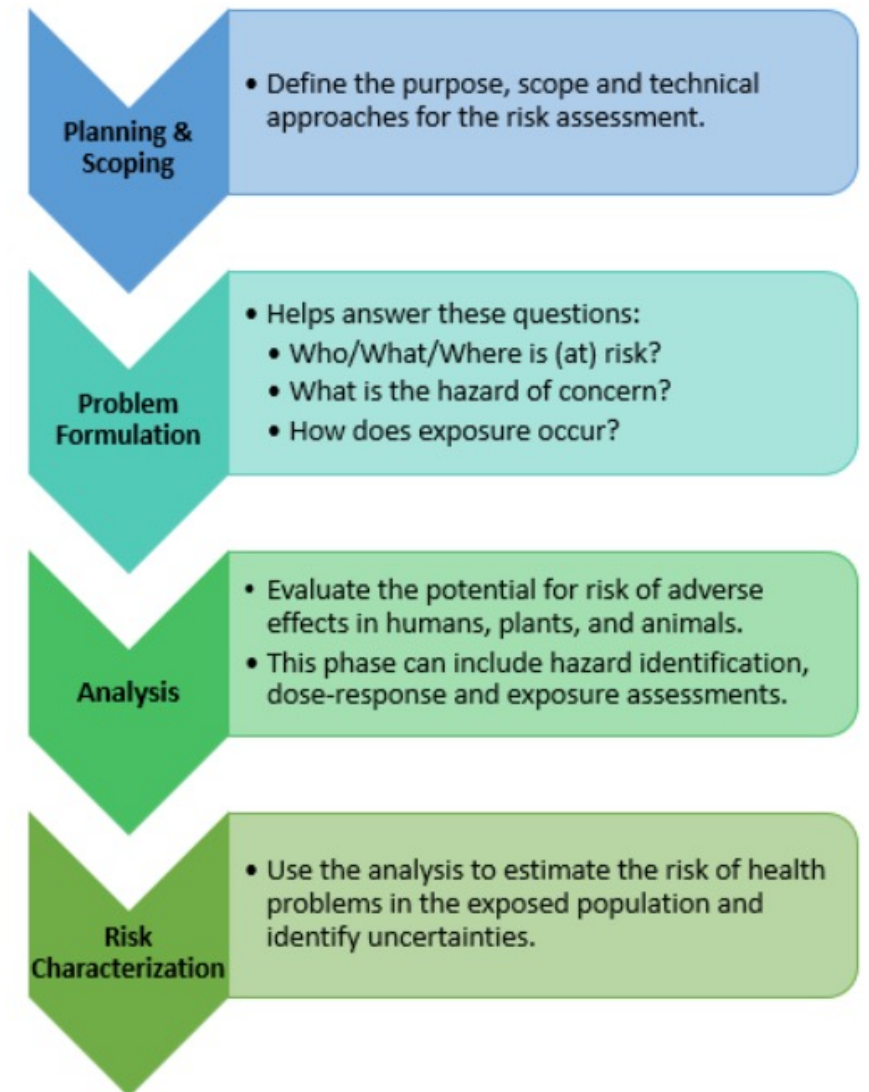 Planning &
Scoping
• Define the purpose, scope and technical
approaches for the risk assessment.
Problem
Formulation
• Helps answer these questions:
• Who/What/Where is (at) risk?
• What is the hazard of concern?
• How does exposure occur?
Analysis
• Evaluate the potential for risk of adverse
effects in humans, plants, and animals.
• This phase can include hazard identification,
dose-response and exposure assessments.
Risk
Characterization
• Use the analysis to estimate the risk of health
problems in the exposed population and
identify uncertainties.